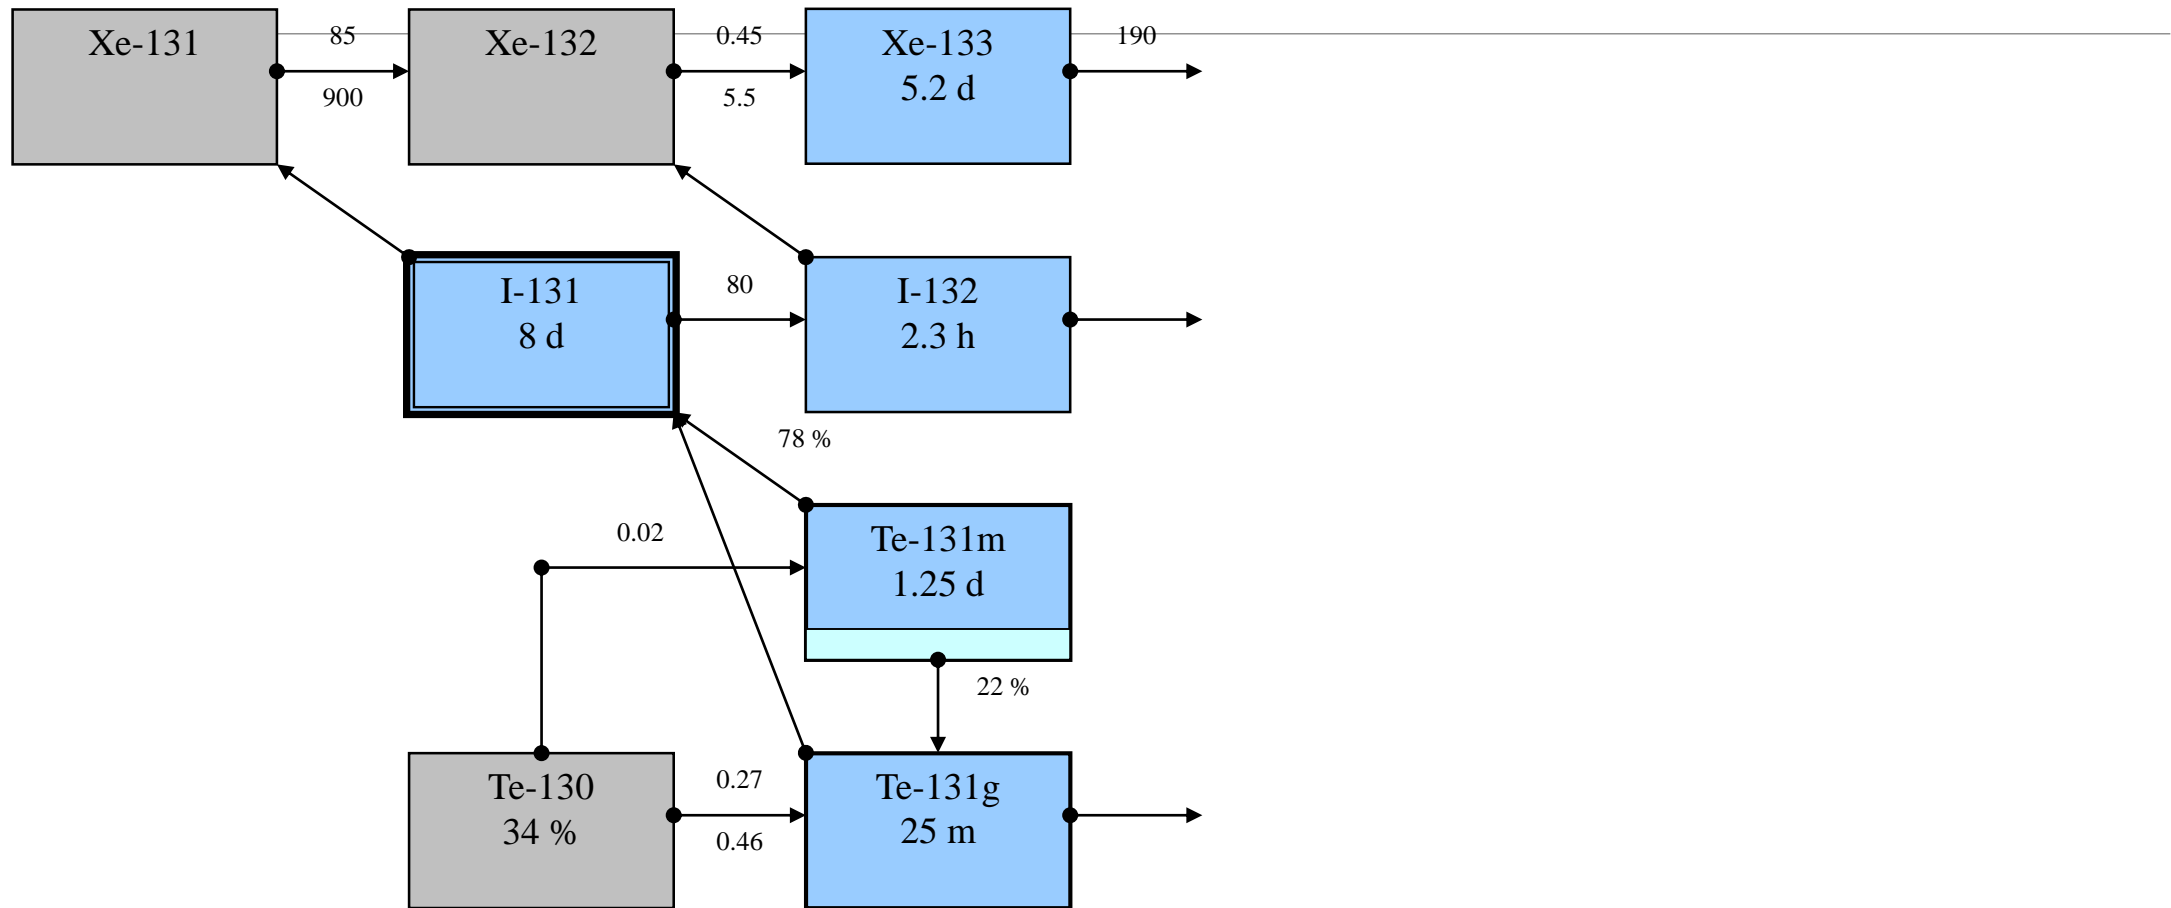 Xe-131
85
900
Xe-132
0.45
5.5
Xe-133
5.2 d
190
I-131
8 d
80
I-132
2.3 h
78 %
0.02
Te-131m
1.25 d
22 %
Te-130
34 %
0.27
0.46
Te-131g
25 m